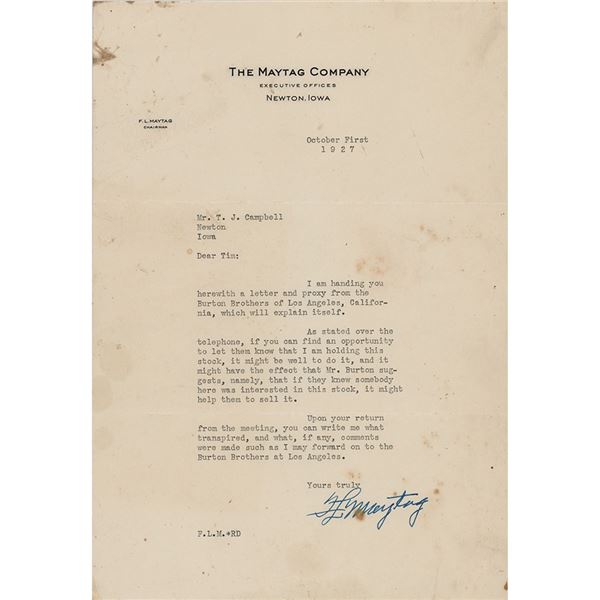 THE MAYTAG COMPANY
EXECUTIVE OFFICES
NEWTON, IOWA
F. L. MAYTAG
CHAIRMAN
October First
1 9 2 7
Mr. T. J. Campbell
Newton
Iowa
Dear Tim:
I am handing you
herewith a letter and proxy from the
Burton Brothers of Los Angeles, Califor-
nia, which will explain itself.
As stated over the
telephone, if you can find an opportunity
to let them know that I am holding this
stock, it might be well to do it, and it
might have the effect that Mr. Burton sug-
gests, namely, that if they knew somebody
here was interested in this stock, it might
help them to sell it.
Upon your return
from the meeting, you can write me what
transpired, and what, if any, comments
were made such as I may forward on to the
Burton Brothers at Los Angeles.
Yours truly
F L Maytag
F.L.M.*RD